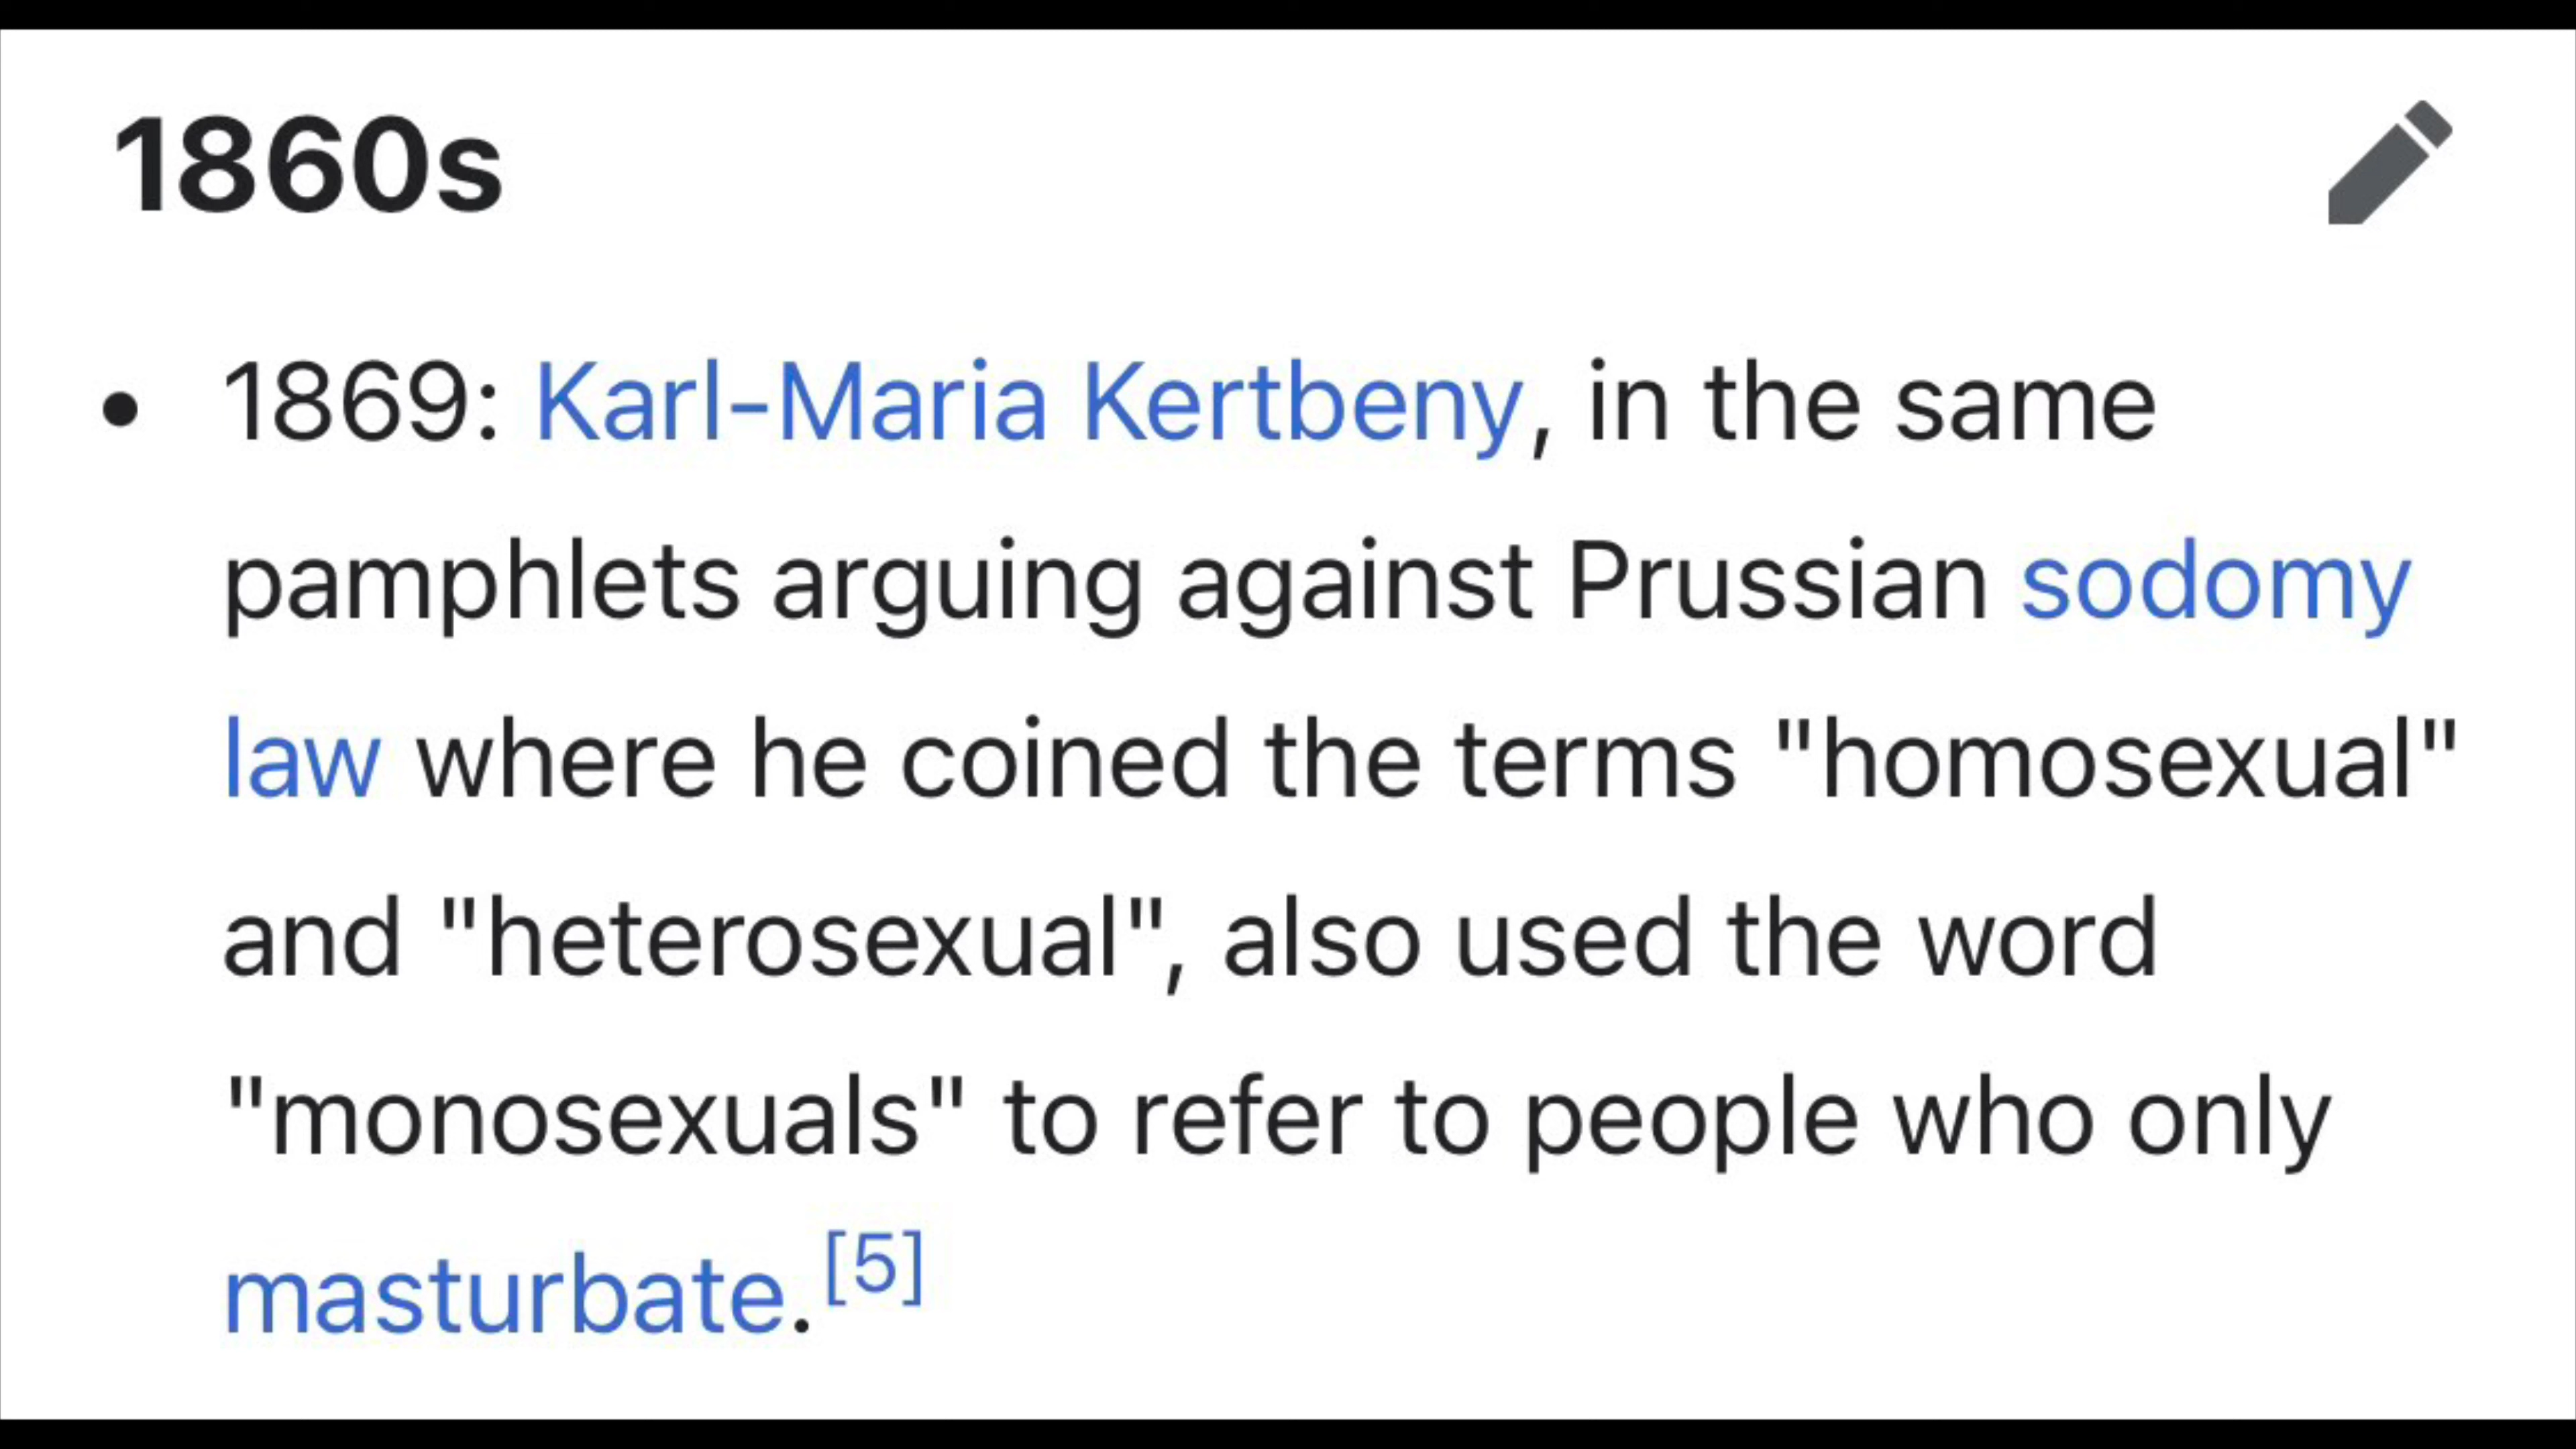 1860s
• 1869: Karl-Maria Kertbeny, in the same
pamphlets arguing against Prussian sodomy
law where he coined the terms "homosexual"
and "heterosexual", also used the word
"monosexuals" to refer to people who only
masturbate.[5]